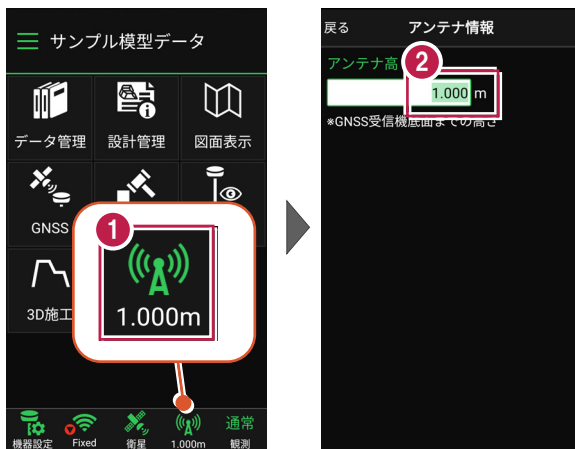 サンプル模型データ
データ管理
設計管理
図面表示
GNSS
3D施工
1
1.000m
機器設定
Fixed
衛星
1.000m
通常
観測
戻る
アンテナ情報
アンテナ高
2
1.000 m
*GNSS受信機底面までの高さ